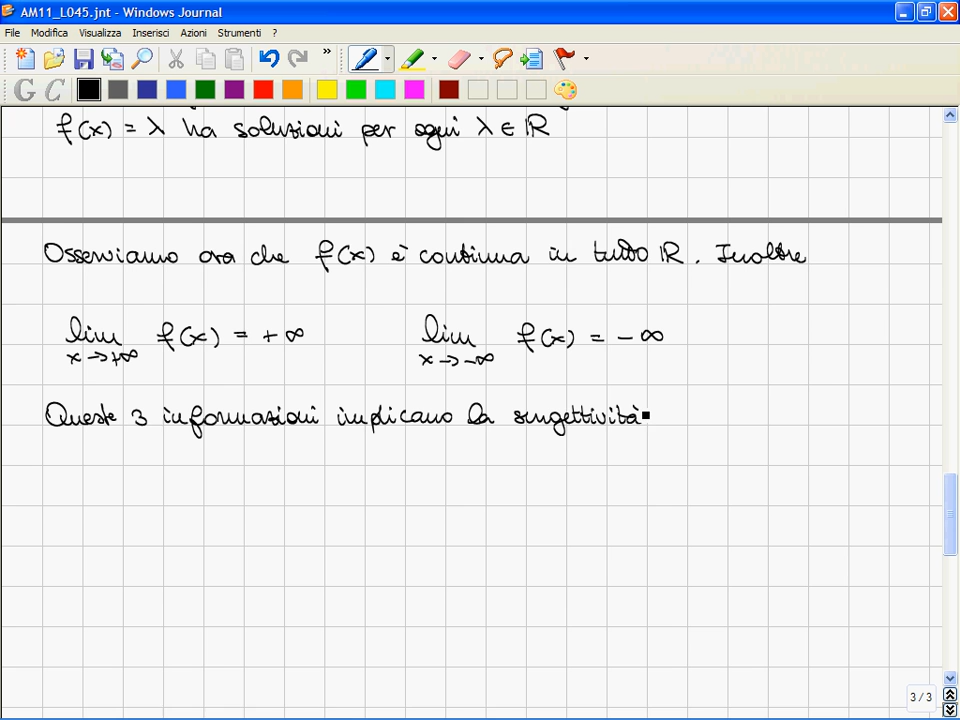 AM11_L045.jnt - Windows Journal
File Modifica Visualizza Inserisci Azioni Strumenti ?
G C
f(x) = λ ha soluzioni per ogni λ ∈ ℝ
Osserviamo ora che f(x) è continua in tutto ℝ. Inoltre
lim x→+∞ f(x) = +∞ lim x→-∞ f(x) = -∞
Queste 3 informazioni implicano la surgettività
3 / 3